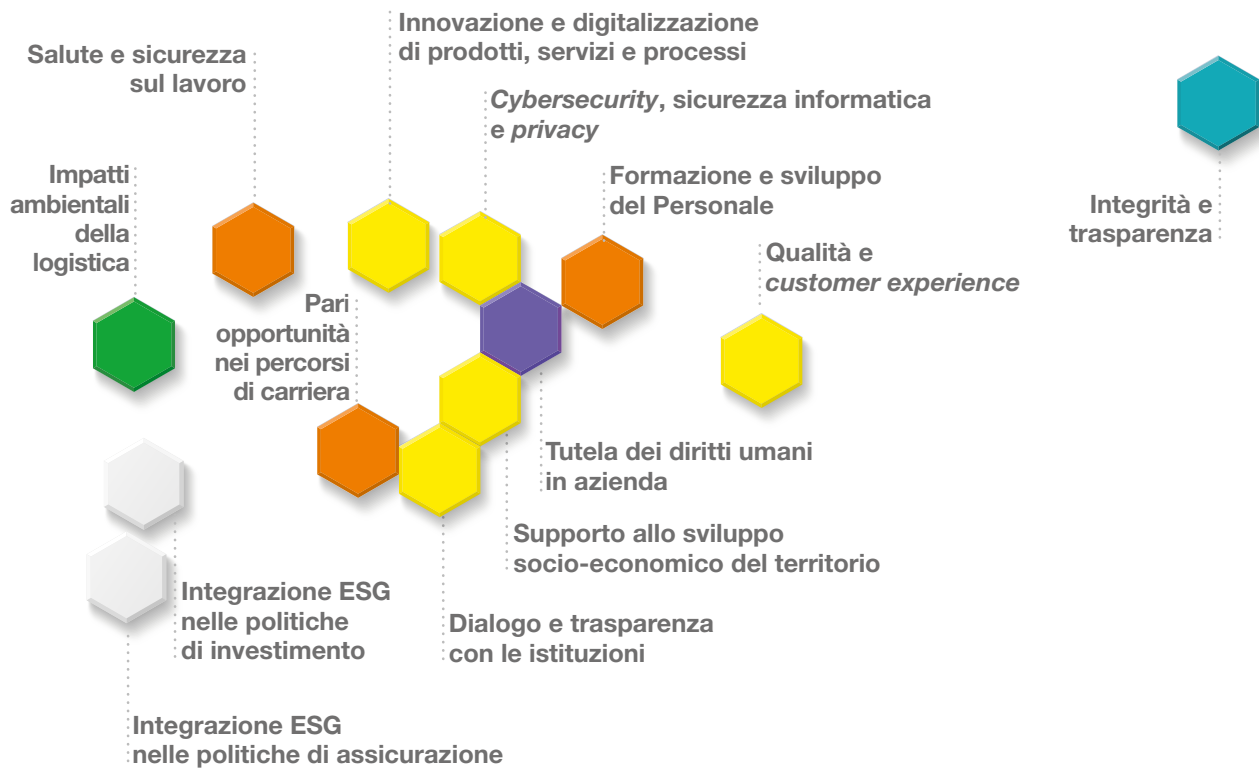 Innovazione e digitalizzazione
di prodotti, servizi e processi
Salute e sicurezza
sul lavoro
Cybersecurity, sicurezza informatica
e privacy
Impatti
ambientali
della
logistica
Formazione e sviluppo
del Personale
Integrità e
trasparenza
Qualità e
customer experience
Pari
opportunità
nei percorsi
di carriera
Tutela dei diritti umani
in azienda
Supporto allo sviluppo
socio-economico del territorio
Integrazione ESG
nelle politiche
di investimento
Dialogo e trasparenza
con le istituzioni
Integrazione ESG
nelle politiche di assicurazione